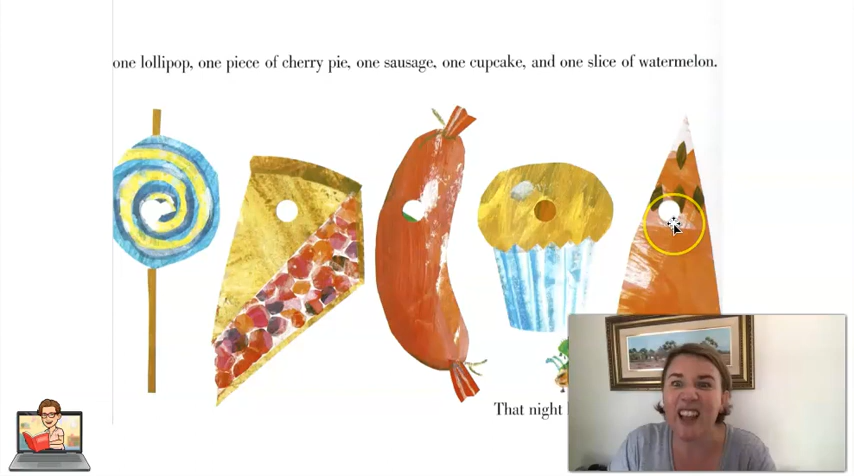 one lollipop, one piece of cherry pie, one sausage, one cupcake, and one slice of watermelon.
That night